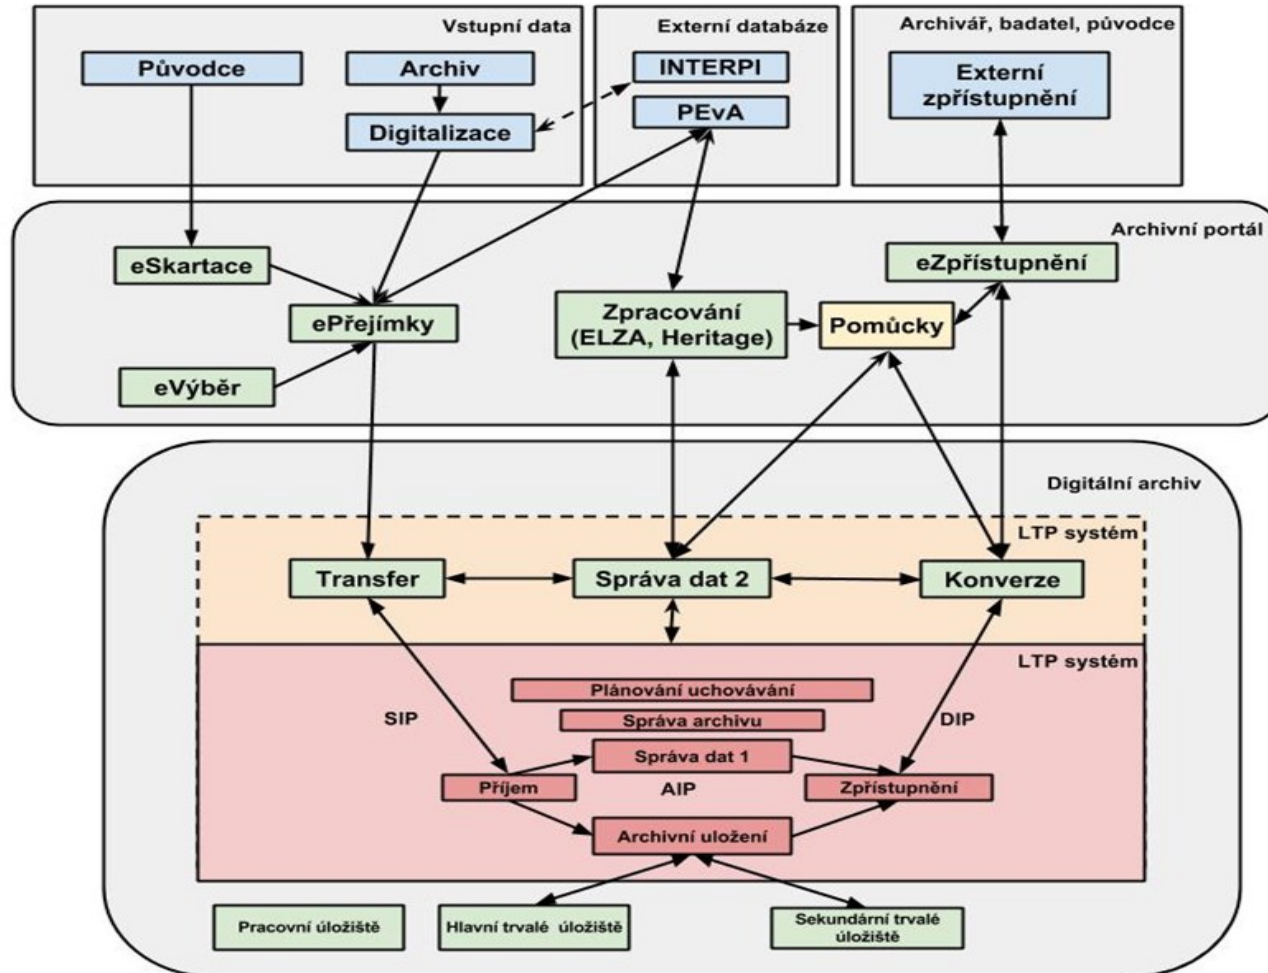 Vstupní data
Externí databáze
Archivář, badatel, původce
Původce
Archiv
INTERPI
Externí
zpřístupnění
PEvA
Digitalizace
Archivní portál
eSkartace
eZpřístupnění
ePřejímky
Zpracování
(ELZA, Heritage)
Pomůcky
eVýběr
Digitální archiv
LTP systém
Transfer
Správa dat 2
Konverze
LTP systém
Plánování uchovávání
SIP
Správa archivu
DIP
Správa dat 1
Příjem
AIP
Zpřístupnění
Archivní uložení
Pracovní úložiště
Hlavní trvalé úložiště
Sekundární trvalé
úložiště